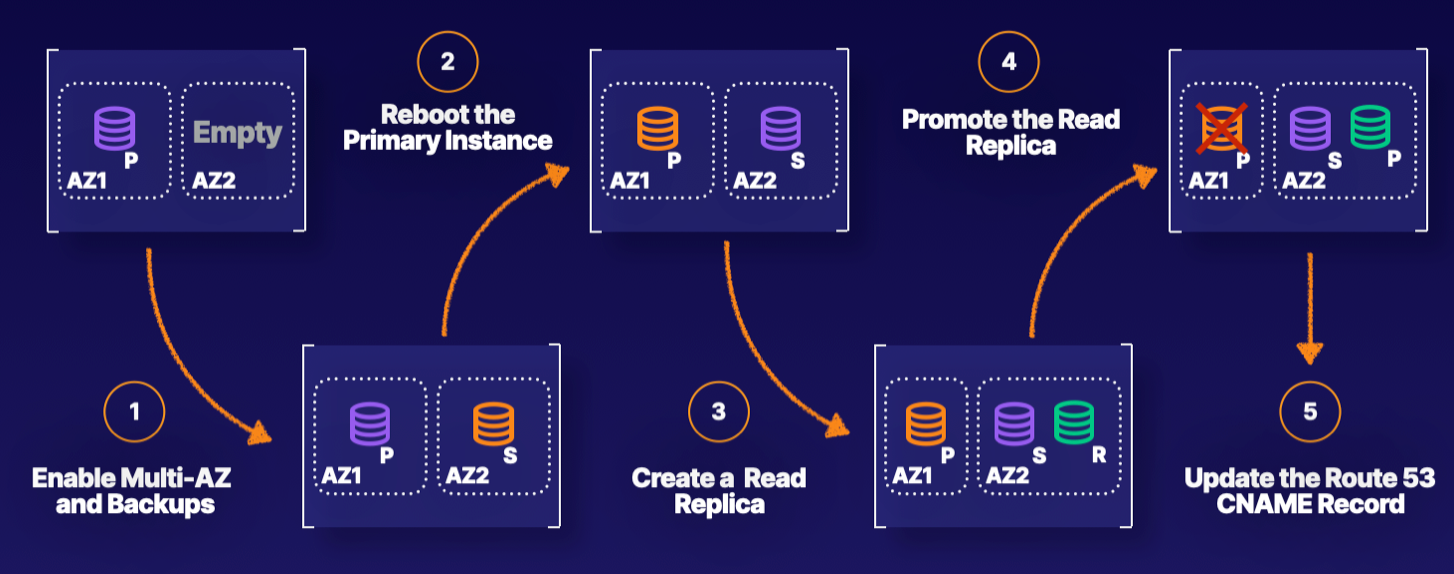 P
AZ1
Empty
AZ2
1
Enable Multi-AZ
and Backups
P
AZ1
S
AZ2
2
Reboot the
Primary Instance
P
AZ1
S
AZ2
3
Create a Read
Replica
P
AZ1
S
R
AZ2
4
Promote the Read
Replica
P
AZ1
S
P
AZ2
5
Update the Route 53
CNAME Record